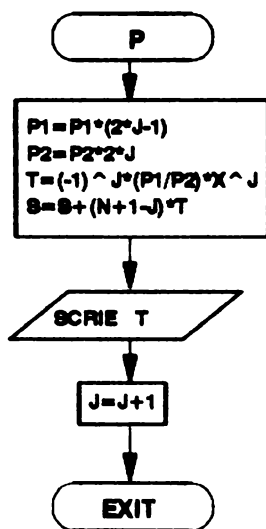 P
P1=P1*(2*J-1)
P2=P2*2*J
T=(-1) ^ J*(P1/P2)*X ^ J
S=S+(N+1-J)*T
SCRIE T
J=J+1
EXIT